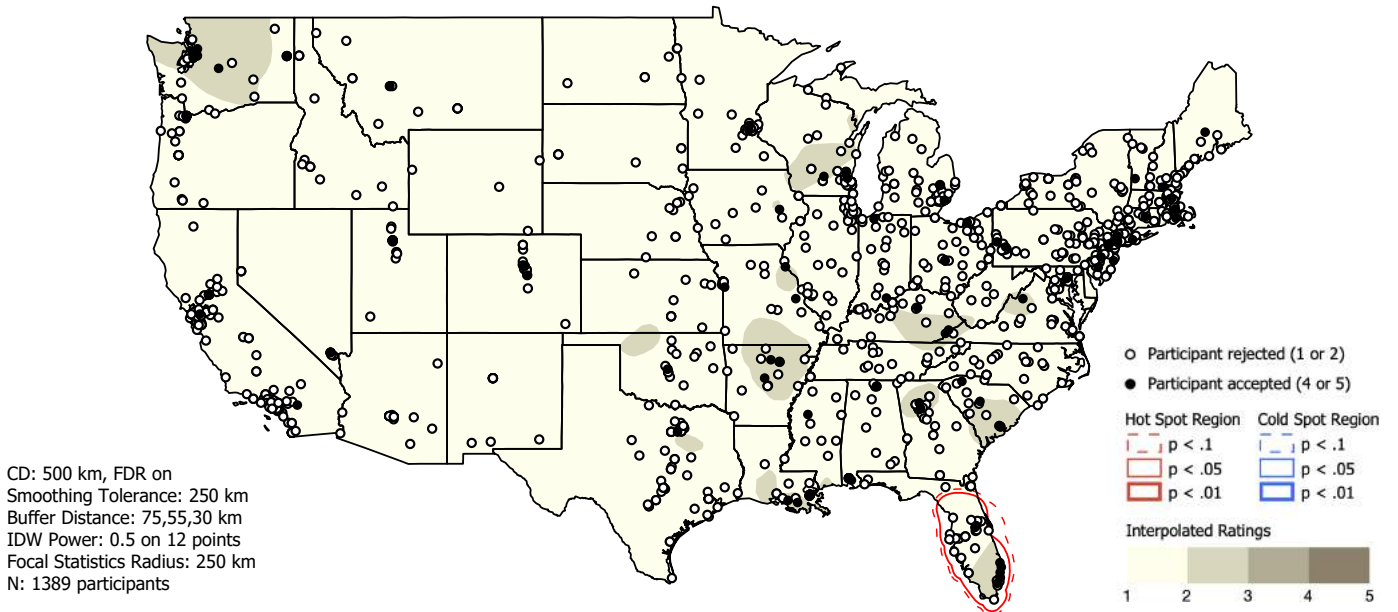 CD: 500 km, FDR on
Smoothing Tolerance: 250 km
Buffer Distance: 75,55,30 km
IDW Power: 0.5 on 12 points
Focal Statistics Radius: 250 km
N: 1389 participants
Participant rejected (1 or 2)
Participant accepted (4 or 5)
Hot Spot Region Cold Spot Region
p < .1 p < .1
p < .05 p < .05
p < .01 p < .01
Interpolated Ratings
1 2 3 4 5